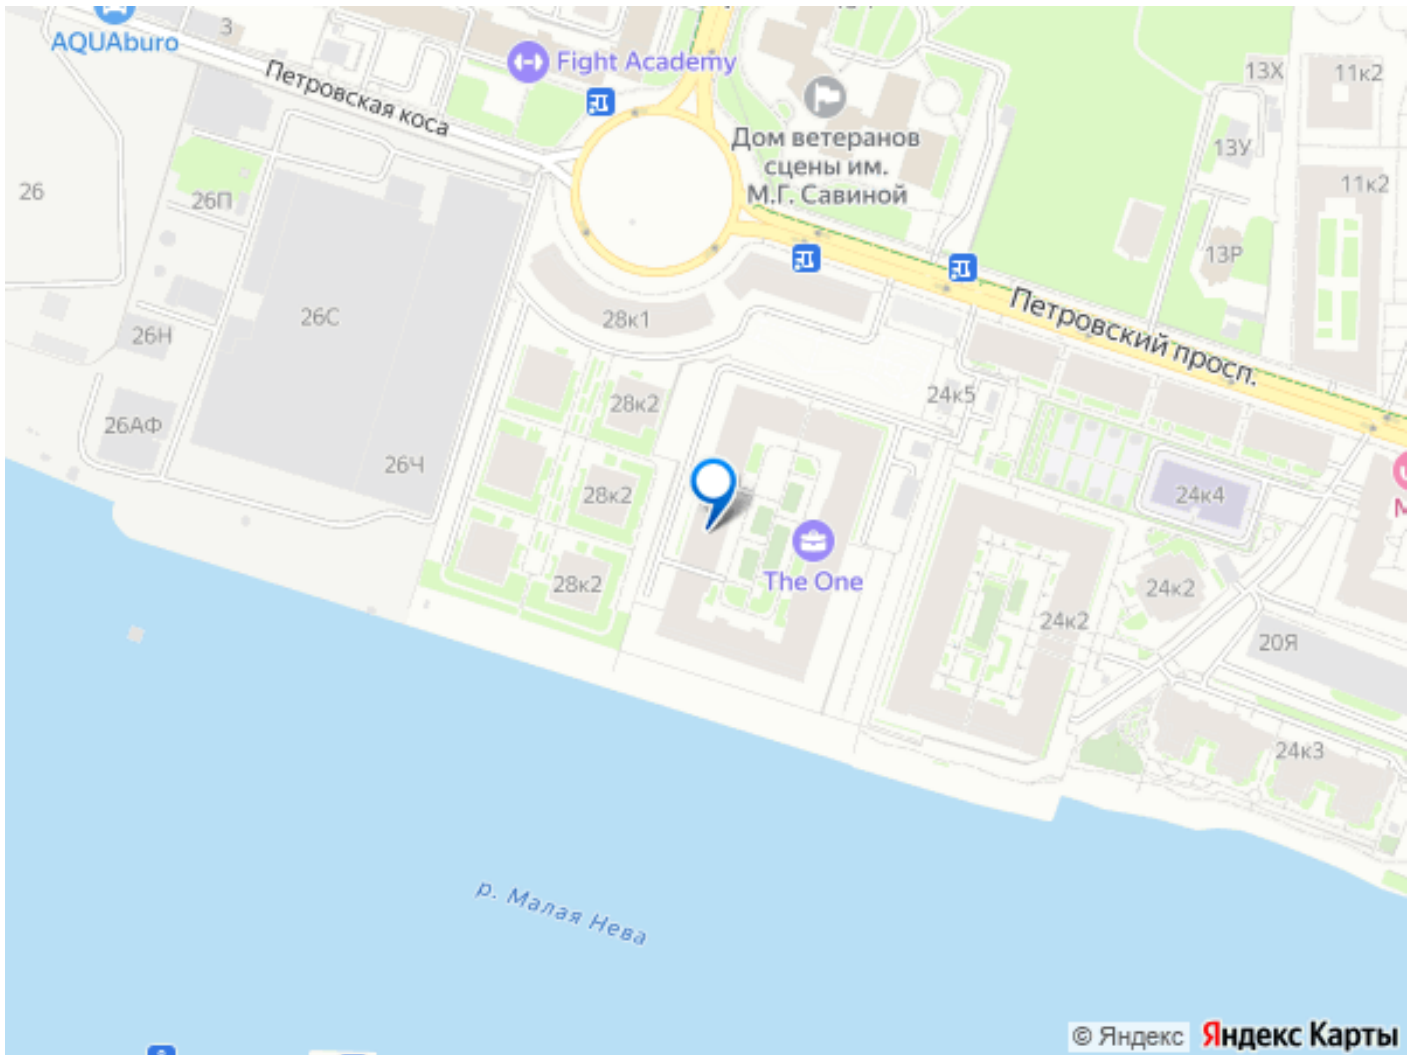 AQUAburo
3
Петровская коса
Fight Academy
Дом ветеранов
сцены им.
М.Г. Савиной
13Х
11к2
13У
11к2
13Р
26
26П
26С
26Н
26АФ
26Ч
28к1
Петровский просп.
28к2
24к5
28к2
24к4
The One
28к2
24к2
24к2
20Я
24к3
р. Малая Нева
© Яндекс Яндекс Карты